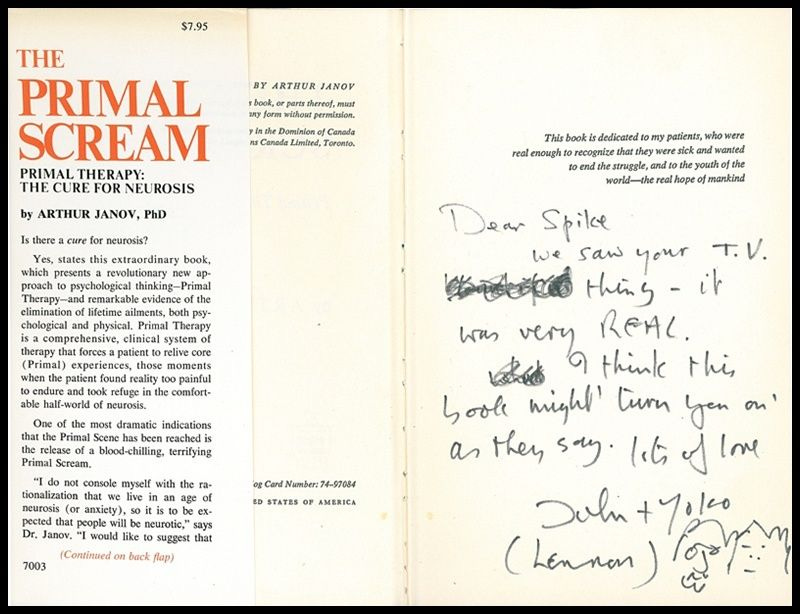 $7.95
THE
PRIMAL
SCREAM
PRIMAL THERAPY:
THE CURE FOR NEUROSIS
by ARTHUR JANOV, PhD
Is there a cure for neurosis?
Yes, states this extraordinary book,
which presents a revolutionary new ap-
proach to psychological thinking—Primal
Therapy—and remarkable evidence of the
elimination of lifetime ailments, both psy-
chological and physical. Primal Therapy
is a comprehensive, clinical system of
therapy that forces a patient to relive core
(Primal) experiences, those moments
when the patient found reality too painful
to endure and took refuge in the comfort-
able half-world of neurosis.
One of the most dramatic indications
that the Primal Scene has been reached is
the release of a blood-chilling, terrifying
Primal Scream.
"I do not console myself with the ra-
tionalization that we live in an age of
neurosis (or anxiety), so it is to be ex-
pected that people will be neurotic," says
Dr. Janov. "I would like to suggest that
(Continued on back flap)
7003
BY ARTHUR JANOV
s book, or parts thereof, must
any form without permission.
y in the Dominion of Canada
ns Canada Limited, Toronto.
og Card Number: 74-97084
ED STATES OF AMERICA
This book is dedicated to my patients, who were
real enough to recognize that they were sick and wanted
to end the struggle, and to the youth of the
world—the real hope of mankind
Dear Spike
we saw your T.V.
thing - it
was very REAL.
I think this
book might 'turn you on'
as they say. lots of love
John + Yoko
(Lennon)